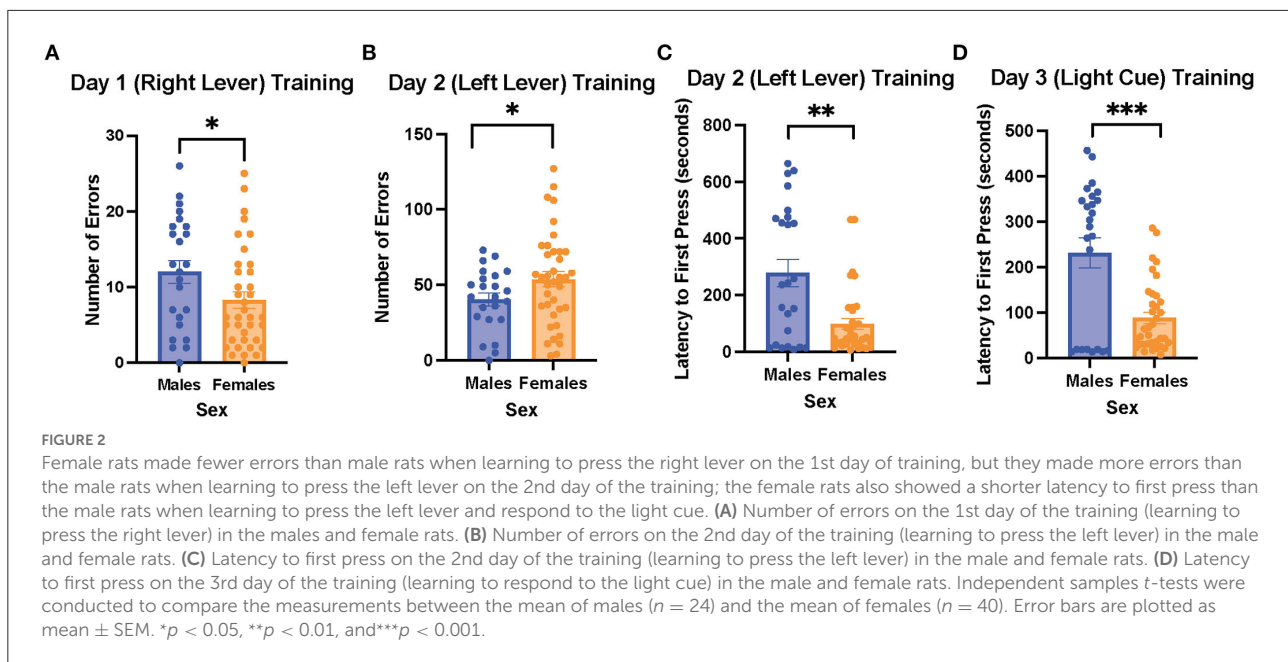 A
Day 1 (Right Lever) Training
*
Number of Errors
30
20
10
0
Males Females
Sex
B
Day 2 (Left Lever) Training
*
Number of Errors
150
100
50
0
Males Females
Sex
C
Day 2 (Left Lever) Training
**
Latency to First Press (seconds)
800
600
400
200
0
Males Females
Sex
D
Day 3 (Light Cue) Training
***
Latency to First Press (seconds)
500
400
300
200
100
0
Males Females
Sex
FIGURE 2
Female rats made fewer errors than male rats when learning to press the right lever on the 1st day of training, but they made more errors than
the male rats when learning to press the left lever on the 2nd day of the training; the female rats also showed a shorter latency to first press than
the male rats when learning to press the left lever and respond to the light cue. (A) Number of errors on the 1st day of the training (learning to
press the right lever) in the males and female rats. (B) Number of errors on the 2nd day of the training (learning to press the left lever) in the male
and female rats. (C) Latency to first press on the 2nd day of the training (learning to press the left lever) in the male and female rats. (D) Latency
to first press on the 3rd day of the training (learning to respond to the light cue) in the male and female rats. Independent samples t-tests were
conducted to compare the measurements between the mean of males (n = 24) and the mean of females (n = 40). Error bars are plotted as
mean ± SEM. *p < 0.05, **p < 0.01, and***p < 0.001.